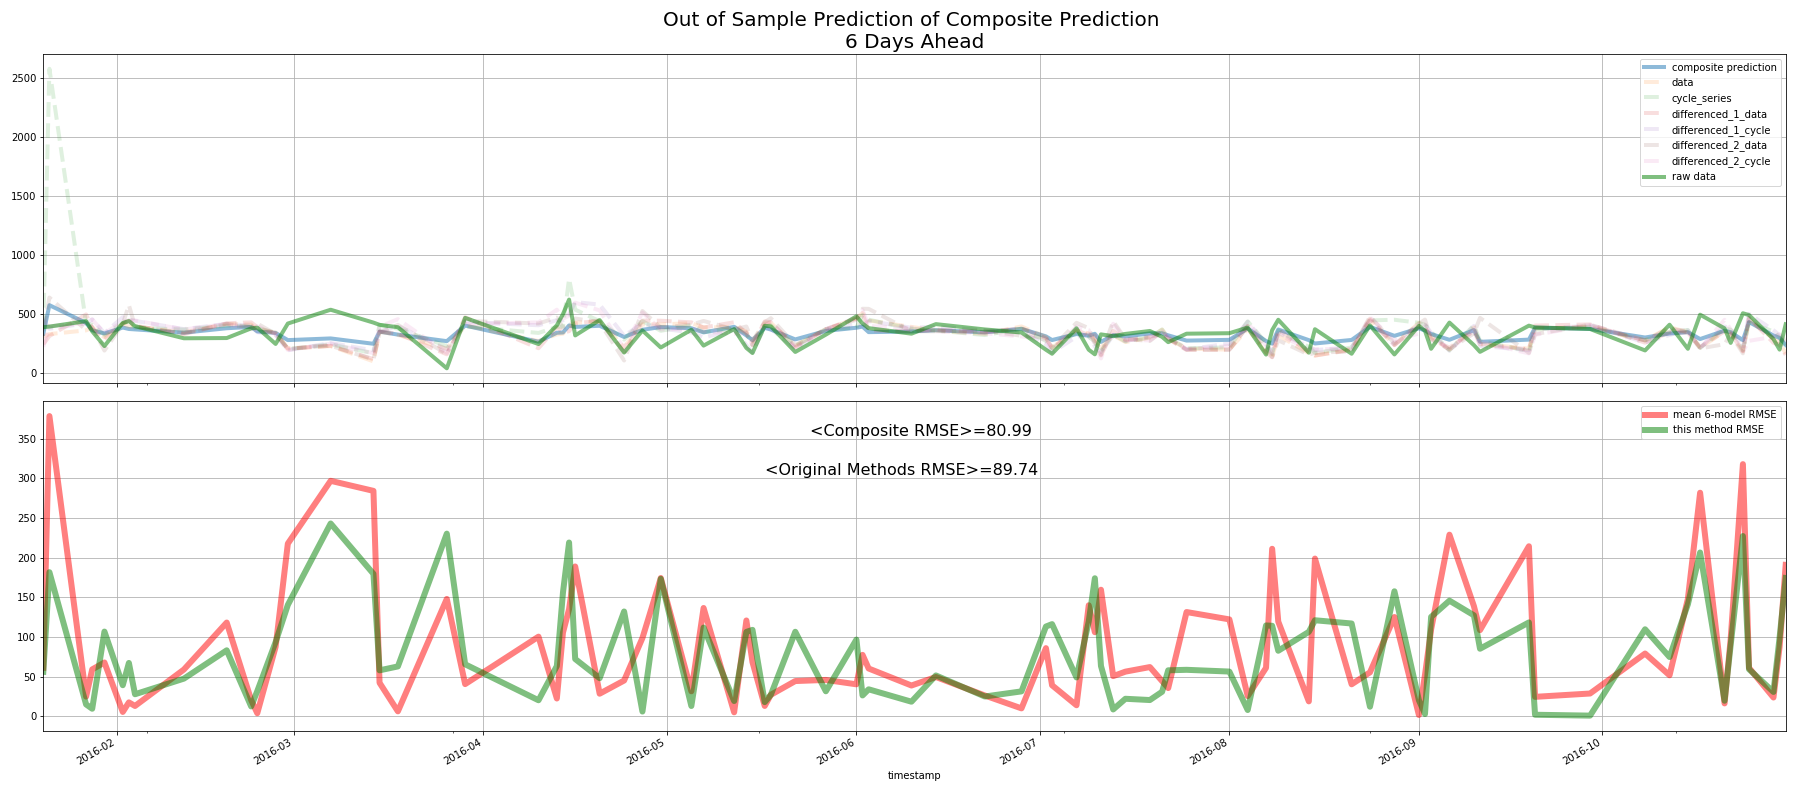 Out of Sample Prediction of Composite Prediction
6 Days Ahead
2500
2000
1500
1000
500
0
composite prediction
data
cycle_series
differenced_1_data
differenced_1_cycle
differenced_2_data
differenced_2_cycle
raw data
350
300
250
200
150
100
50
0
<Composite RMSE>=80.99
<Original Methods RMSE>=89.74
mean 6-model RMSE
this method RMSE
2016-02
2016-03
2016-04
2016-05
2016-06
2016-07
2016-08
2016-09
2016-10
timestamp